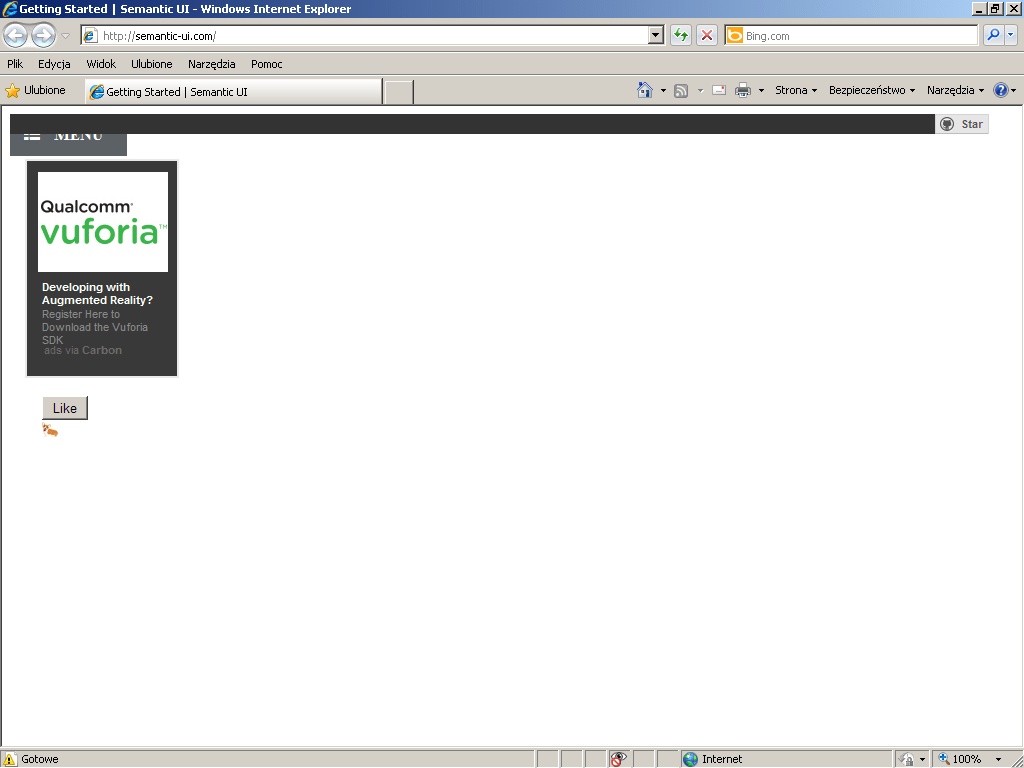 Getting Started | Semantic UI - Windows Internet Explorer
http://semantic-ui.com/
Bing.com
Plik Edycja Widok Ulubione Narzędzia Pomoc
Ulubione
Getting Started | Semantic UI
Strona Bezpieczeństwo Narzędzia
MENU
Star
Qualcomm
vuforia™
Developing with
Augmented Reality?
Register Here to
Download the Vuforia
SDK
ads via Carbon
Like
Gotowe
Internet
100%